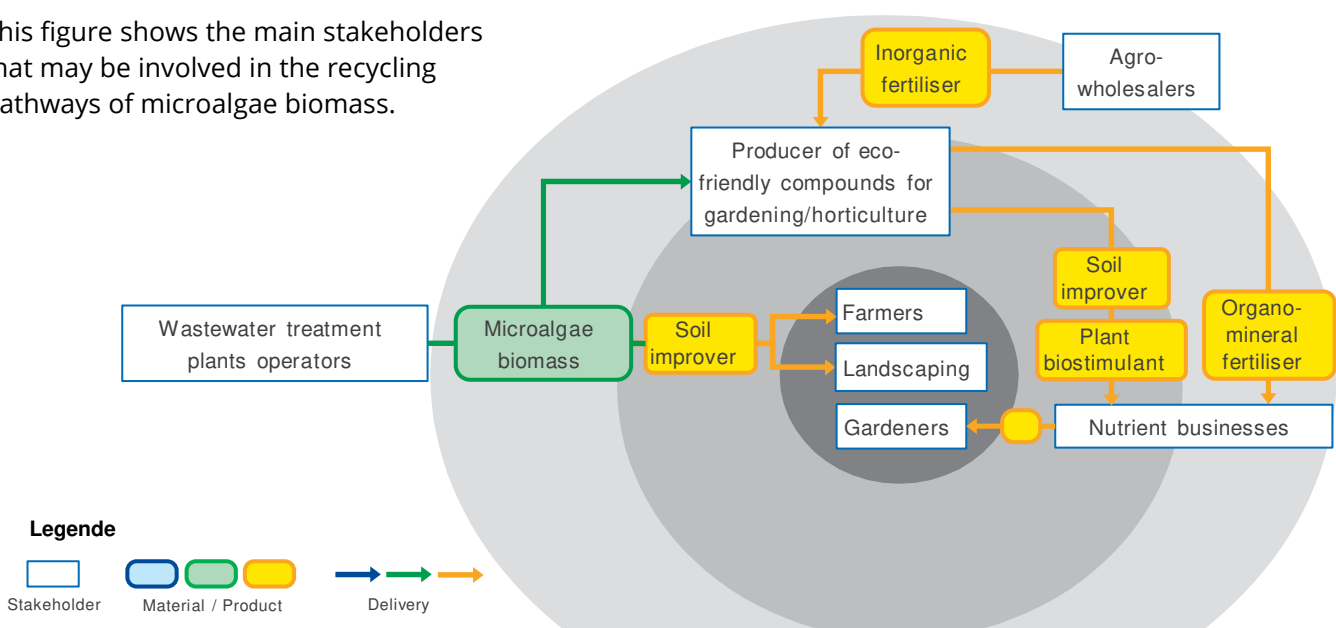 his figure shows the main stakeholders
hat may be involved in the recycling
athways of microalgae biomass.
Inorganic
fertiliser
Agro-
wholesalers
Producer of eco-
friendly compounds for
gardening/horticulture
Soil
improver
Organo-
mineral
fertiliser
Plant
biostimulant
Wastewater treatment
plants operators
Microalgae
biomass
Soil
improver
Farmers
Landscaping
Gardeners
Nutrient businesses
Legende
Stakeholder
Material / Product
Delivery